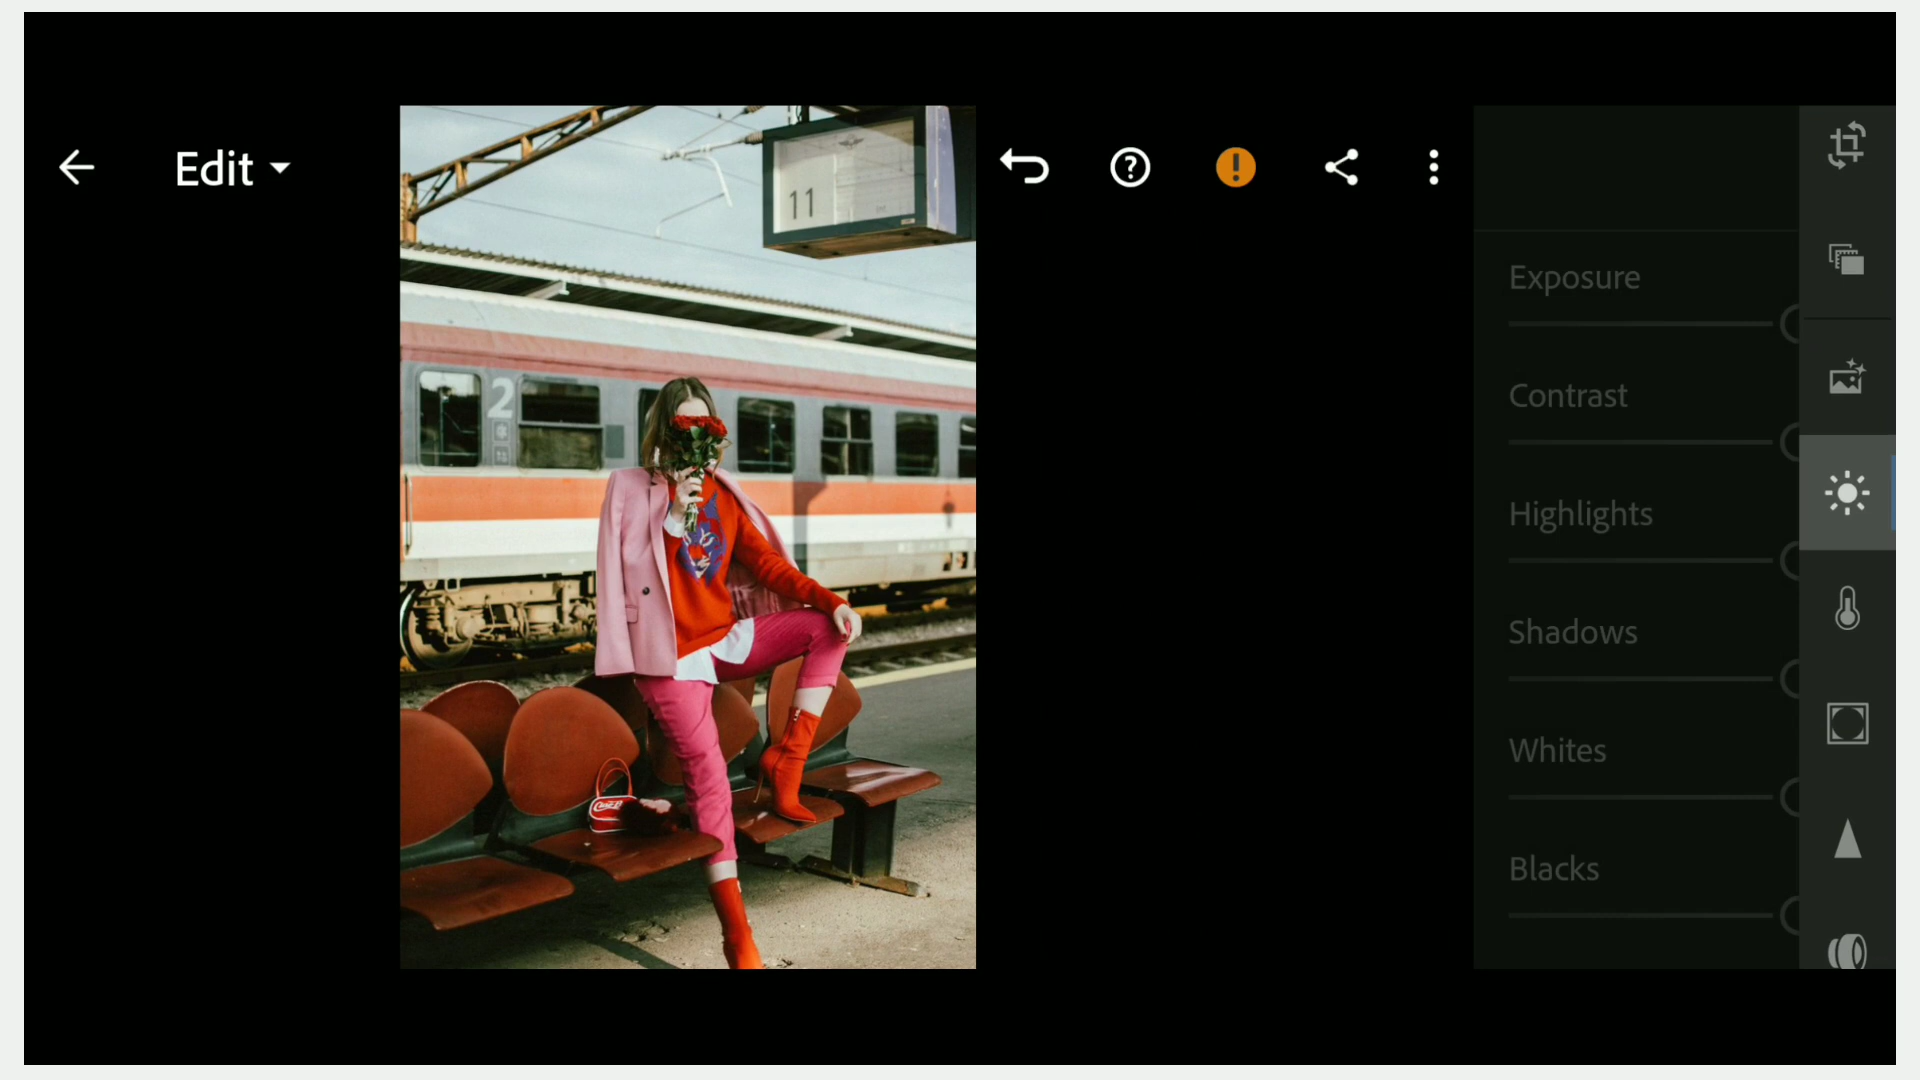 Edit
11
2
Exposure
Contrast
Highlights
Shadows
Whites
Blacks